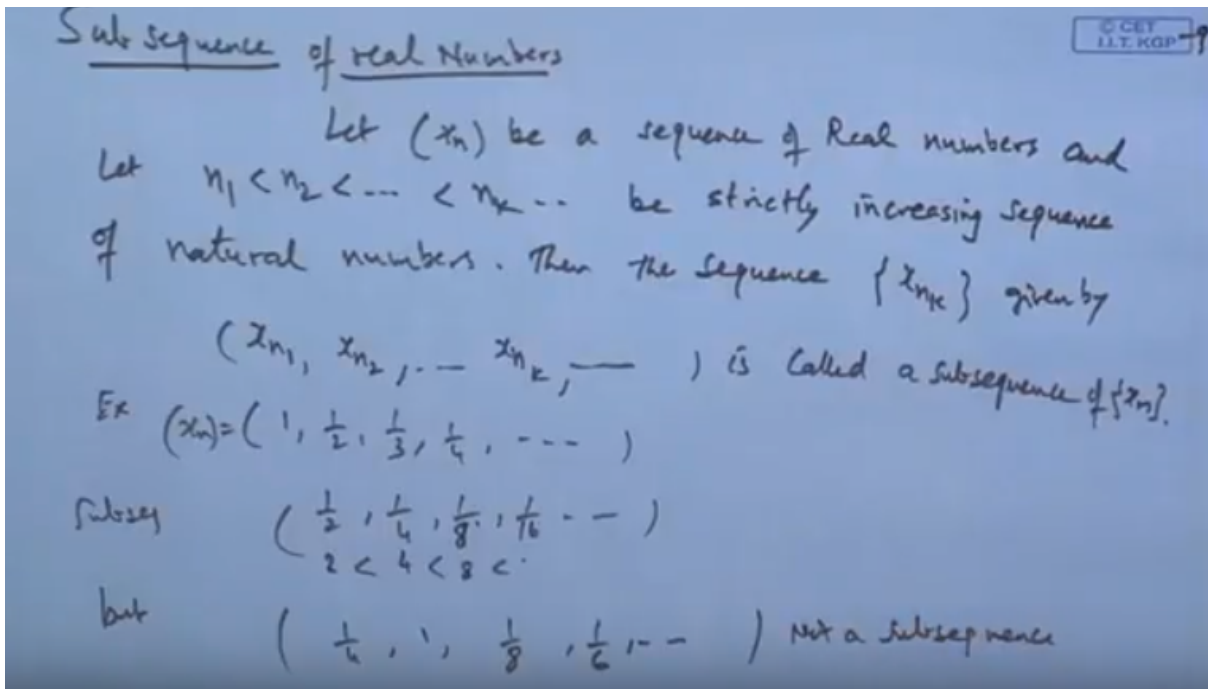 Subsequence of real Numbers
© CET
I.I.T. KGP
Let (xₙ) be a sequence of Real numbers and
Let n₁ < n₂ < --- < nₖ -- be strictly increasing sequence
of natural numbers. Then the sequence {xₙₖ} given by
(xₙ₁, xₙ₂, --- xₙₖ, — ) is Called a subsequence of {xₙ}.
Ex (xₙ) = (1, 1/2, 1/3, 1/4, ---- )
Subseq (1/2, 1/4, 1/8, 1/16 -- )
2 < 4 < 8 < ·
but (1/4, 1, 1/8, 1/6, -- ) Not a subsequence